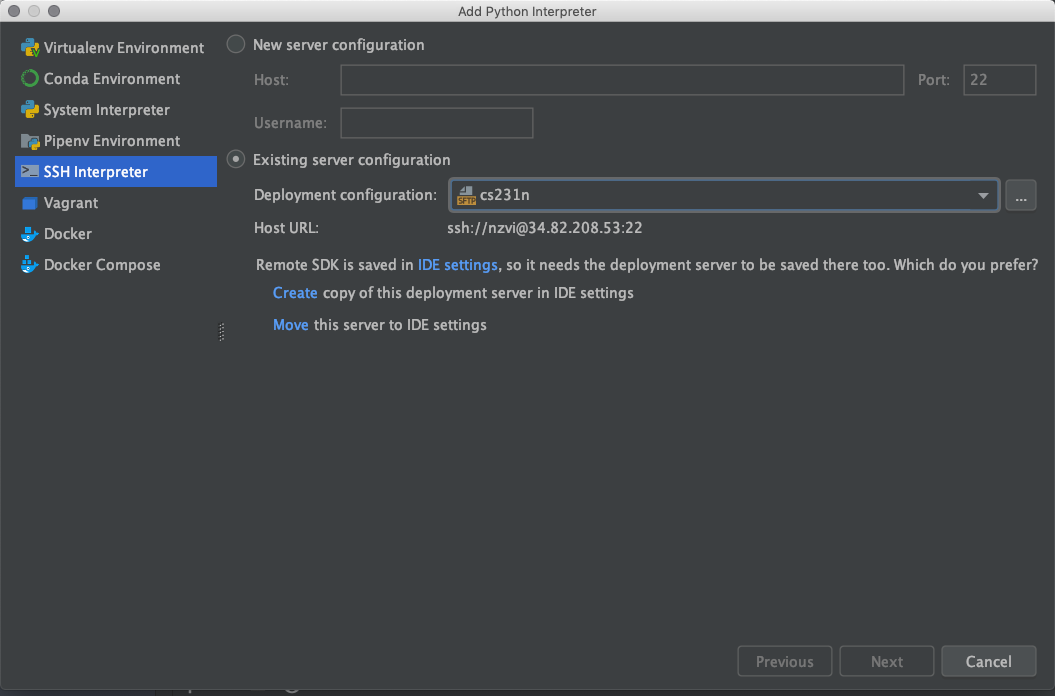 Add Python Interpreter
Virtualenv Environment
Conda Environment
System Interpreter
Pipenv Environment
SSH Interpreter
Vagrant
Docker
Docker Compose
New server configuration
Host:
Port: 22
Username:
Existing server configuration
Deployment configuration: SFTP cs231n ...
Host URL: ssh://nzvi@34.82.208.53:22
Remote SDK is saved in IDE settings, so it needs the deployment server to be saved there too. Which do you prefer?
Create copy of this deployment server in IDE settings
Move this server to IDE settings
Previous Next Cancel